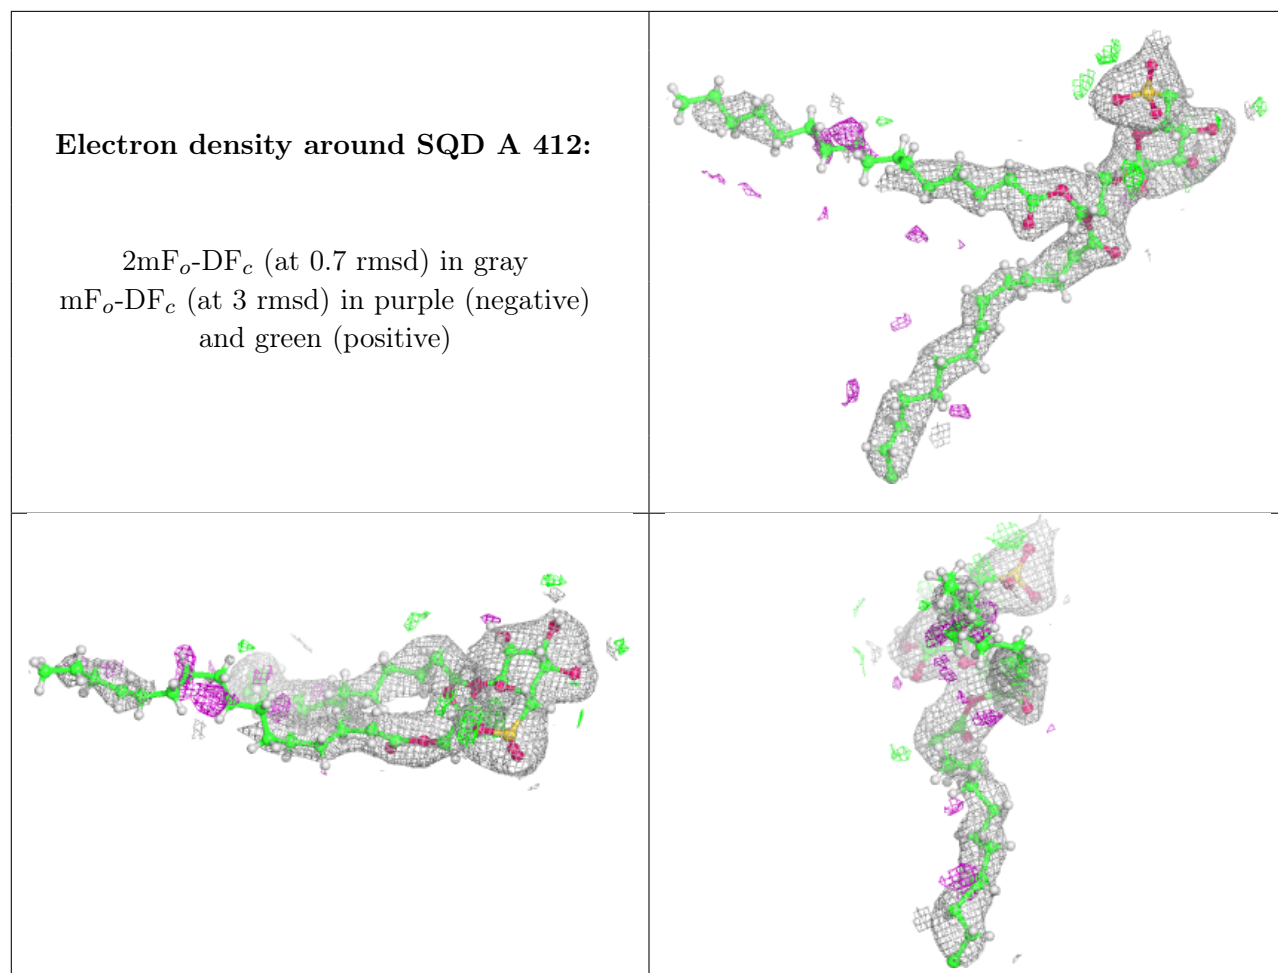 Electron density around SQD A 412:
2mFo-DFc (at 0.7 rmsd) in gray
mFo-DFc (at 3 rmsd) in purple (negative)
and green (positive)